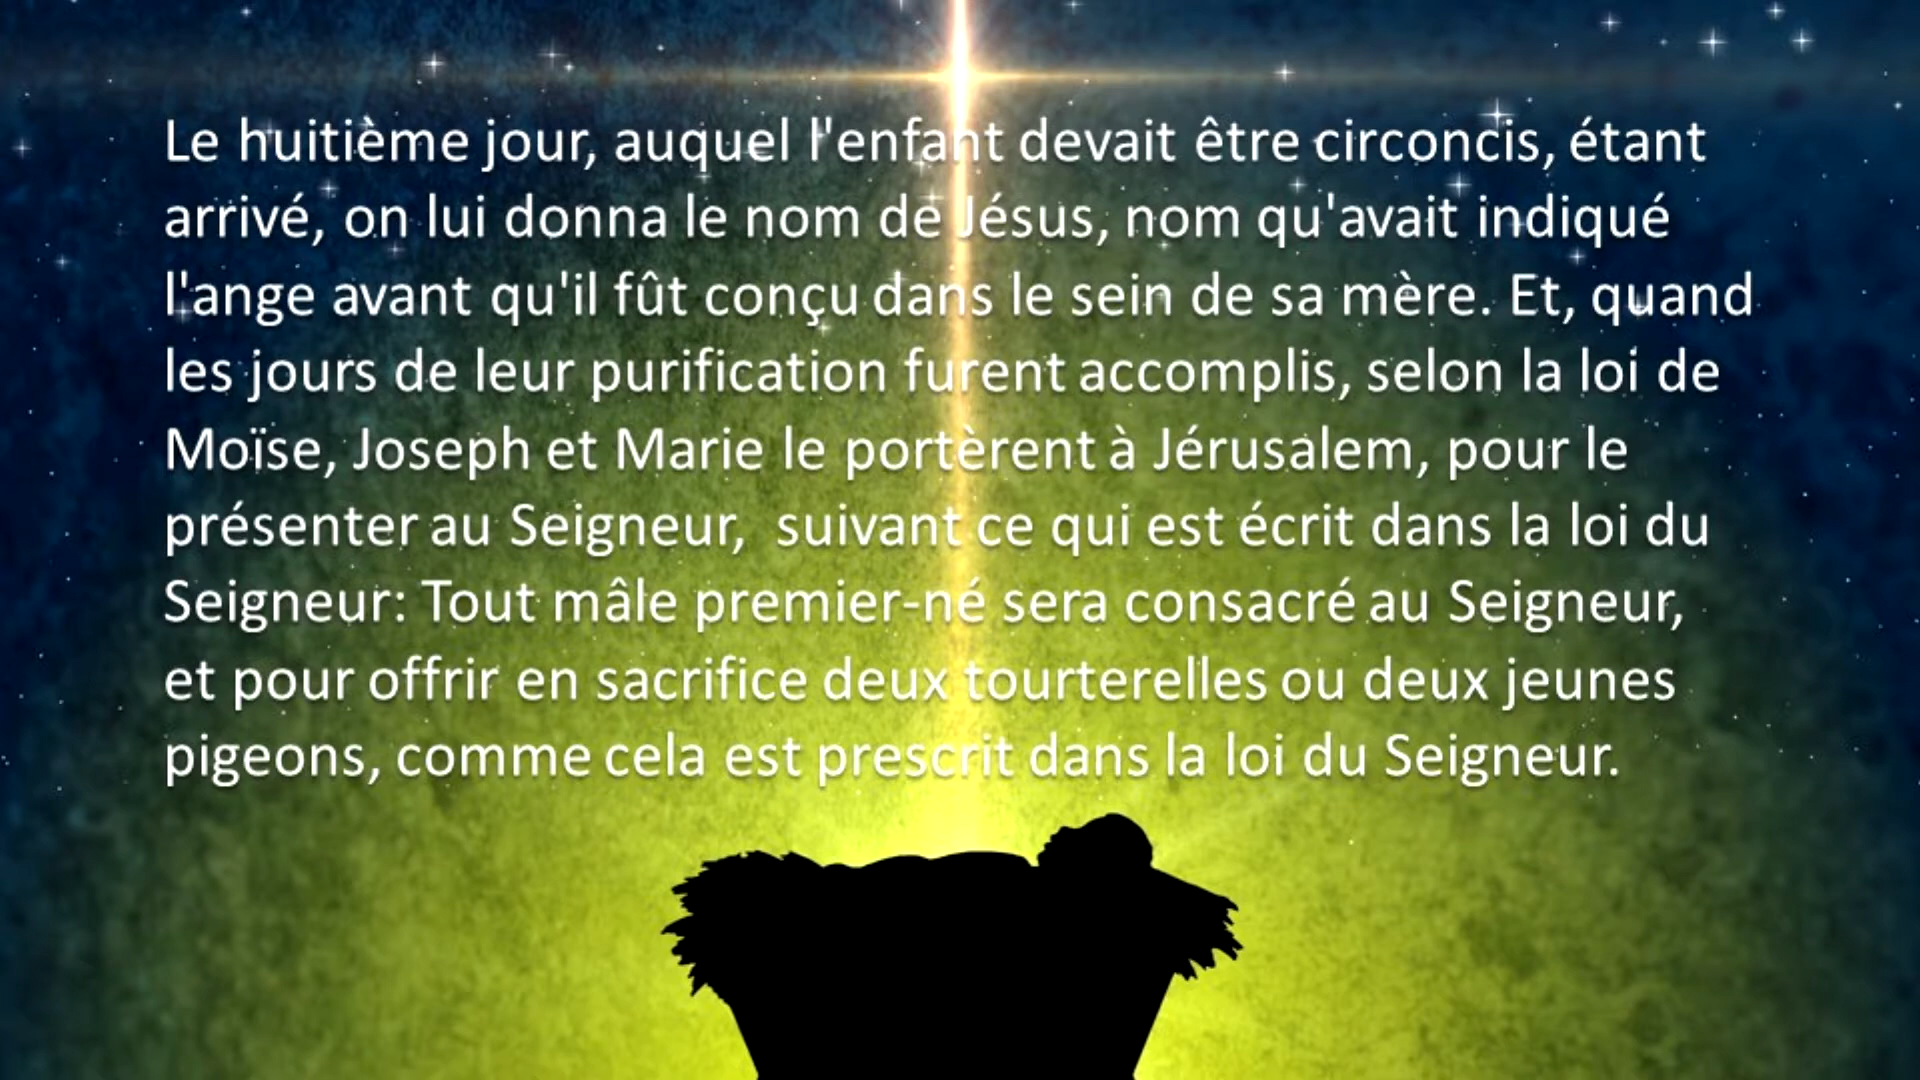 Le huitième jour, auquel l'enfant devait être circoncis, étant
arrivé, on lui donna le nom de Jésus, nom qu'avait indiqué
l'ange avant qu'il fût conçu dans le sein de sa mère. Et, quand
les jours de leur purification furent accomplis, selon la loi de
Moïse, Joseph et Marie le portèrent à Jérusalem, pour le
présenter au Seigneur,  suivant ce qui est écrit dans la loi du
Seigneur: Tout mâle premier-né sera consacré au Seigneur,
et pour offrir en sacrifice deux tourterelles ou deux jeunes
pigeons, comme cela est prescrit dans la loi du Seigneur.